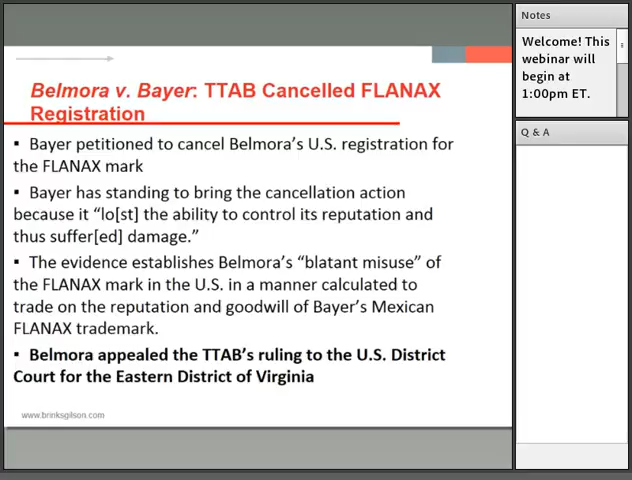 Belmora v. Bayer: TTAB Cancelled FLANAX
Registration
▪ Bayer petitioned to cancel Belmora's U.S. registration for
the FLANAX mark
▪ Bayer has standing to bring the cancellation action
because it "lo[st] the ability to control its reputation and
thus suffer[ed] damage."
▪ The evidence establishes Belmora's "blatant misuse" of
the FLANAX mark in the U.S. in a manner calculated to
trade on the reputation and goodwill of Bayer's Mexican
FLANAX trademark.
▪ Belmora appealed the TTAB's ruling to the U.S. District
Court for the Eastern District of Virginia
www.brinksgilson.com
Notes
Welcome! This
webinar will
begin at
1:00pm ET.
Q & A